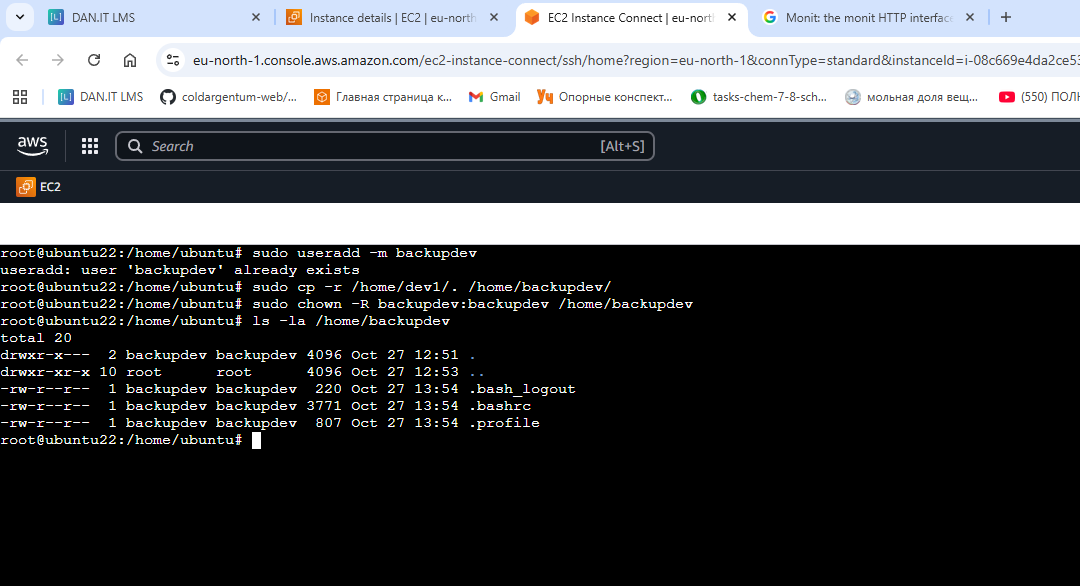 DAN.IT LMS
Instance details | EC2 | eu-north
EC2 Instance Connect | eu-nort
Monit: the monit HTTP interface
eu-north-1.console.aws.amazon.com/ec2-instance-connect/ssh/home?region=eu-north-1&connType=standard&instanceId=i-08c669e4da2ce53
DAN.IT LMS
coldargentum-web/...
Главная страница к...
Gmail
Уч
Опорные конспект...
tasks-chem-7-8-sch...
мольная доля вещ...
(550) ПОЛН
aws
Search
[Alt+S]
EC2
root@ubuntu22:/home/ubuntu# sudo useradd -m backupdev
useradd: user 'backupdev' already exists
root@ubuntu22:/home/ubuntu# sudo cp -r /home/dev1/. /home/backupdev/
root@ubuntu22:/home/ubuntu# sudo chown -R backupdev:backupdev /home/backupdev
root@ubuntu22:/home/ubuntu# ls -la /home/backupdev
total 20
drwxr-x---  2 backupdev backupdev 4096 Oct 27 12:51 .
drwxr-xr-x 10 root      root      4096 Oct 27 12:53 ..
-rw-r--r--  1 backupdev backupdev  220 Oct 27 13:54 .bash_logout
-rw-r--r--  1 backupdev backupdev 3771 Oct 27 13:54 .bashrc
-rw-r--r--  1 backupdev backupdev  807 Oct 27 13:54 .profile
root@ubuntu22:/home/ubuntu#